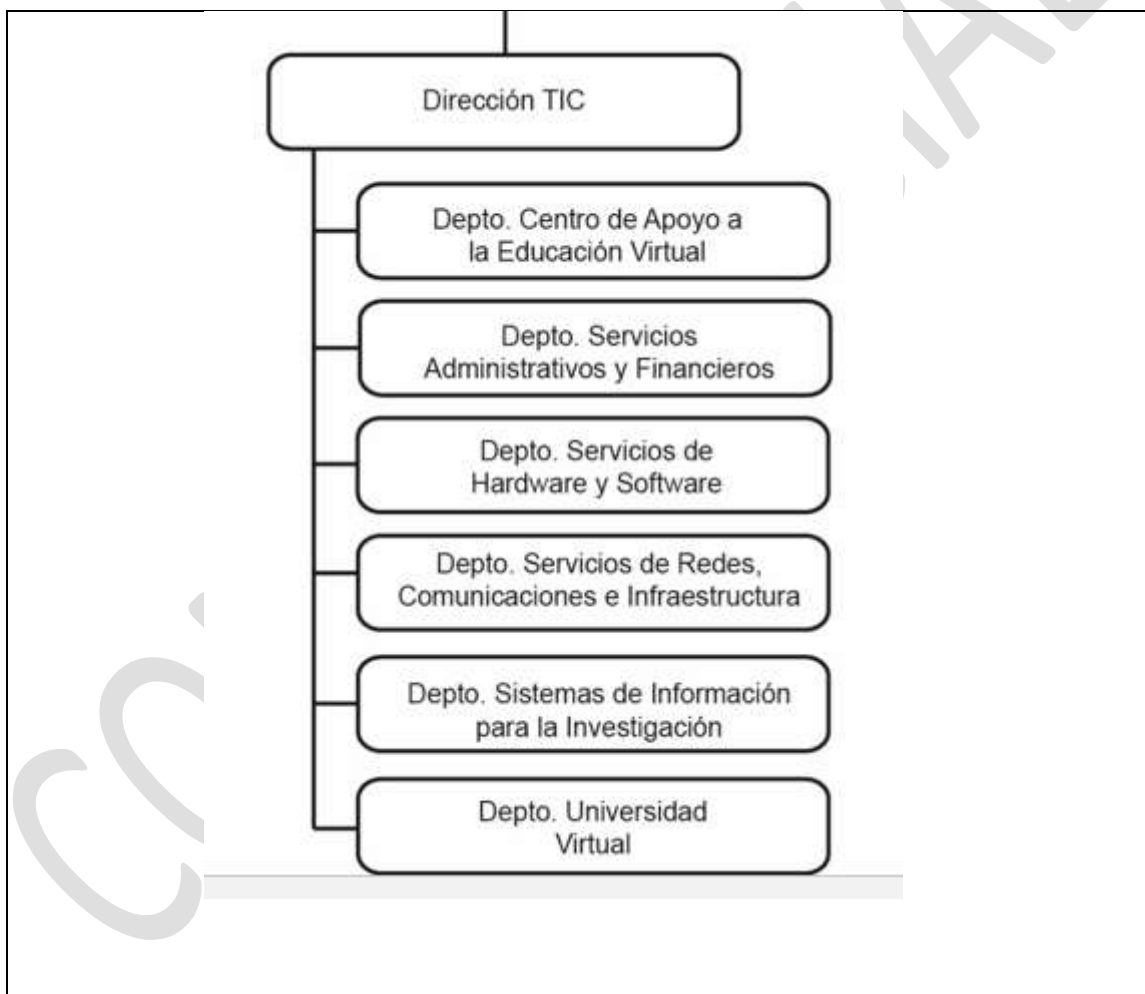 Dirección TIC
Depto. Centro de Apoyo a
la Educación Virtual
Depto. Servicios
Administrativos y Financieros
Depto. Servicios de
Hardware y Software
Depto. Servicios de Redes,
Comunicaciones e Infraestructura
Depto. Sistemas de Información
para la Investigación
Depto. Universidad
Virtual